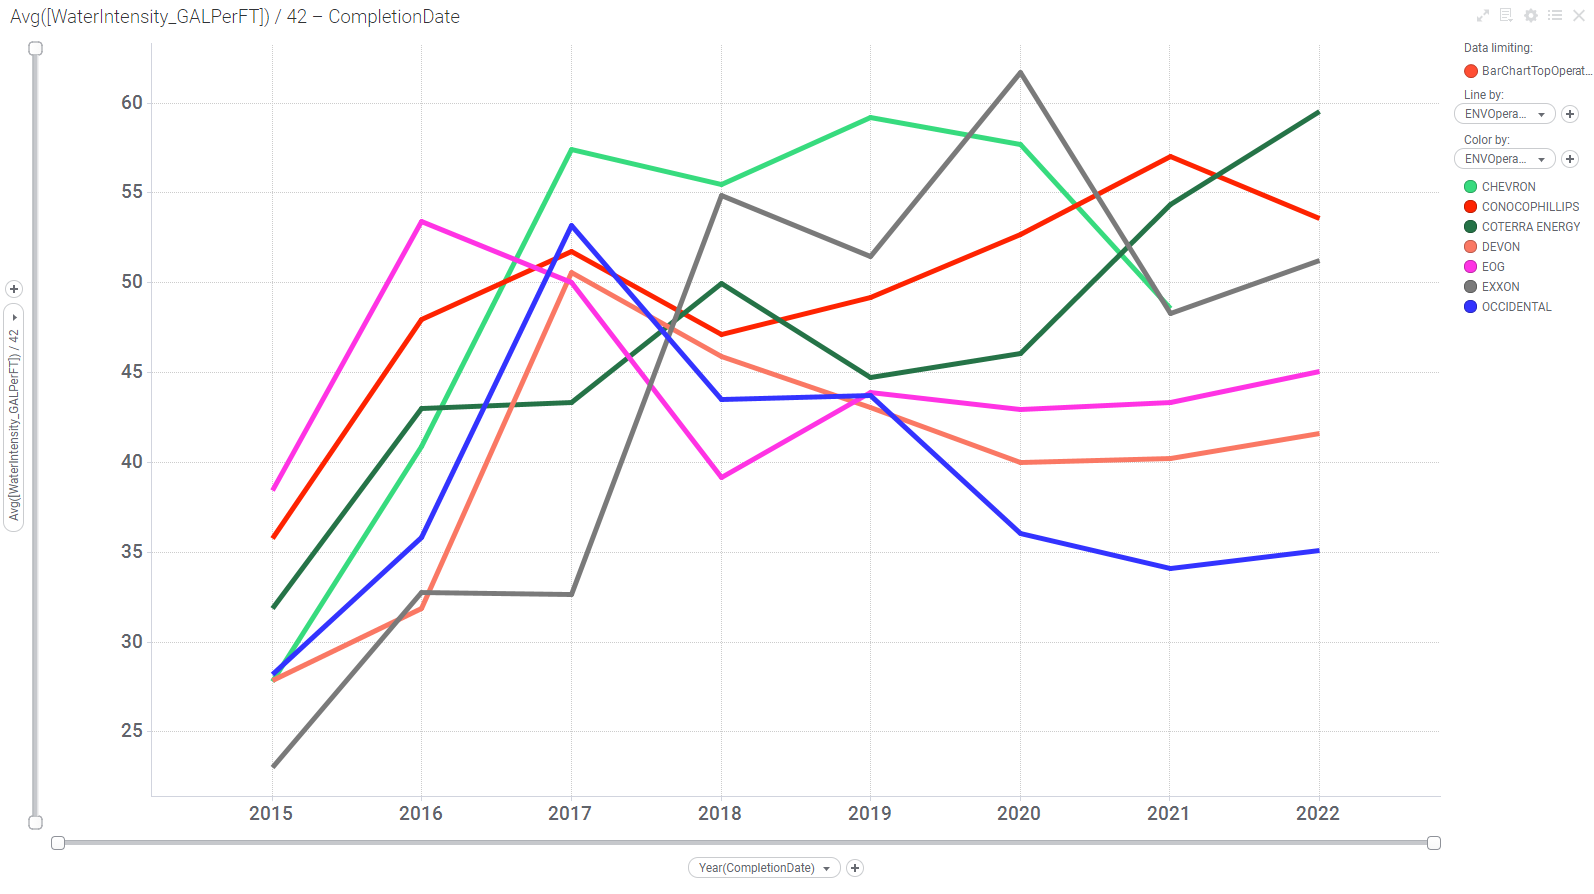 Avg([WaterIntensity_GALPerFT]) / 42 – CompletionDate
Data limiting:
BarChartTopOperat...
Line by:
ENVOpera...
Color by:
ENVOpera...
CHEVRON
CONOCOPHILLIPS
COTERRA ENERGY
DEVON
EOG
EXXON
OCCIDENTAL
Avg([WaterIntensity_GALPerFT]) / 42
60
55
50
45
40
35
30
25
2015 2016 2017 2018 2019 2020 2021 2022
Year(CompletionDate)